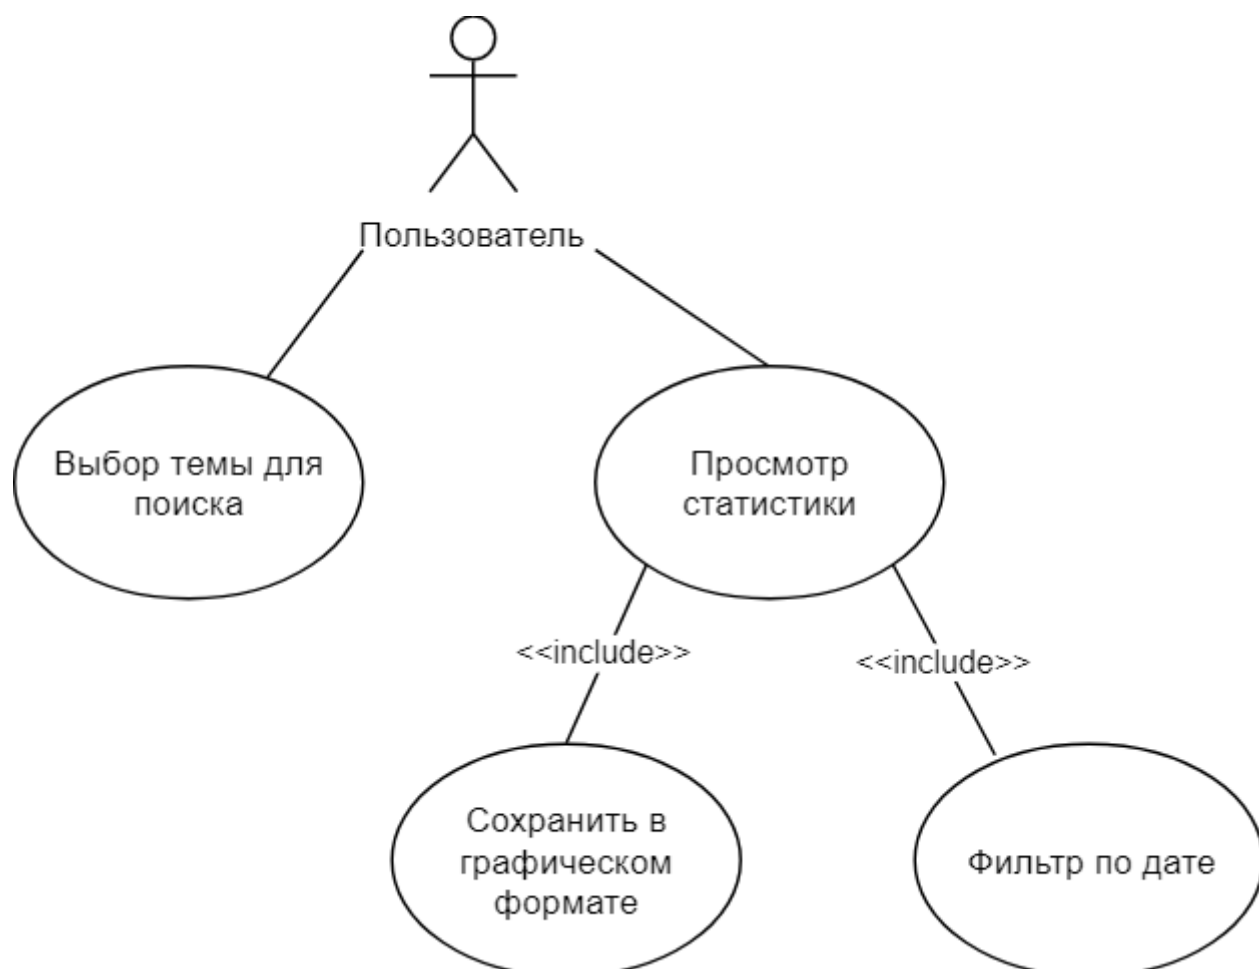 Пользователь
Выбор темы для
поиска
Просмотр
статистики
<<include>>
<<include>>
Сохранить в
графическом
формате
Фильтр по дате